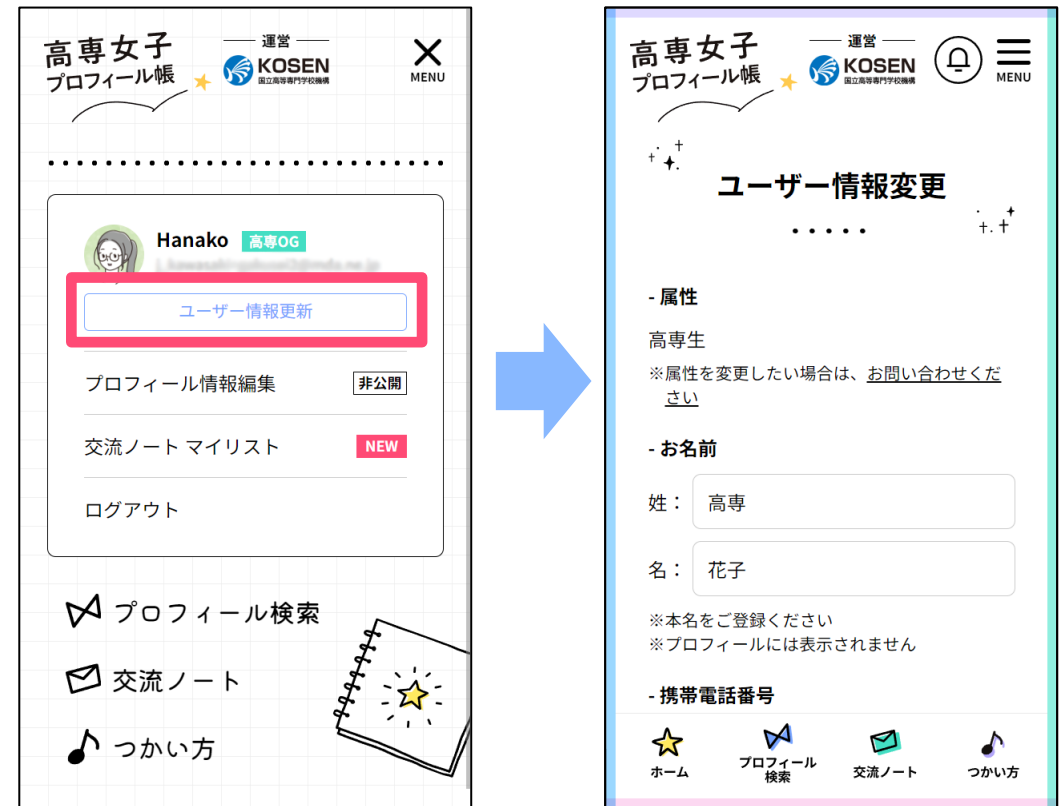 高専女子
プロフィール帳
運営
KOSEN
国立高等専門学校機構
MENU
Hanako 高専OG
ユーザー情報更新
プロフィール情報編集 非公開
交流ノート マイリスト NEW
ログアウト
プロフィール検索
交流ノート
つかい方
高専女子
プロフィール帳
運営
KOSEN
国立高等専門学校機構
MENU
ユーザー情報変更
- 属性
高専生
※属性を変更したい場合は、お問い合わせくだ
さい
- お名前
姓： 高専
名： 花子
※本名をご登録ください
※プロフィールには表示されません
- 携帯電話番号
ホーム
プロフィール
検索
交流ノート
つかい方